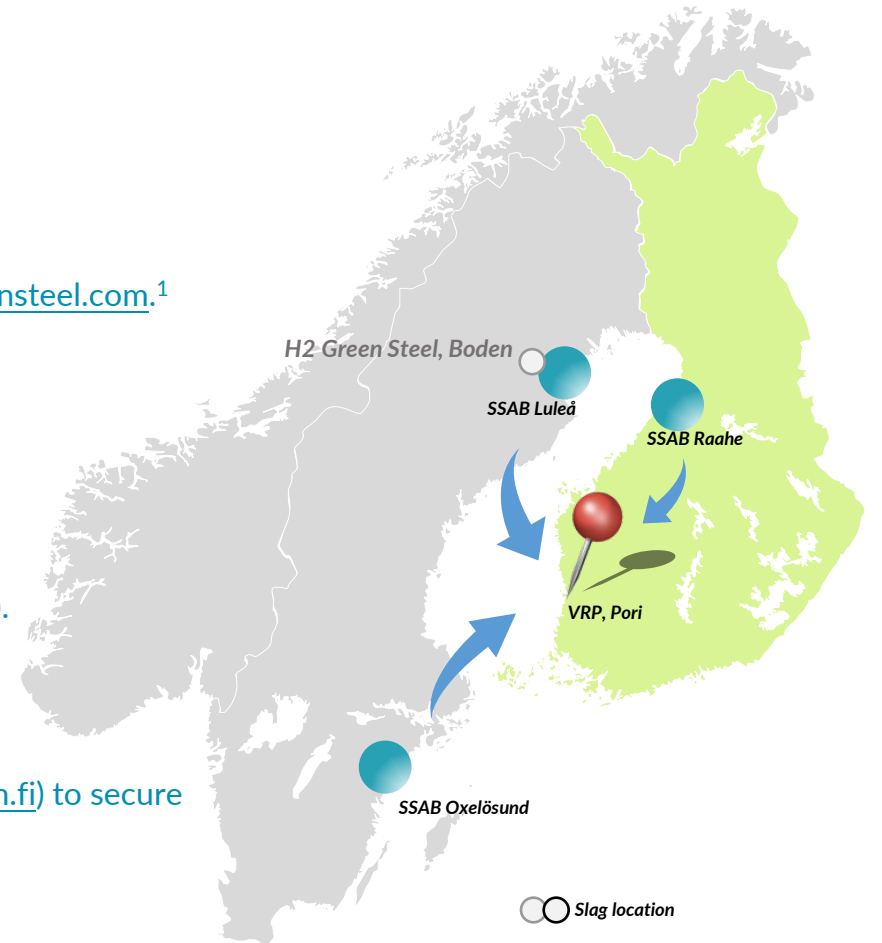 nsteel.com.¹
H2 Green Steel, Boden
SSAB Luleå
SSAB Raahe
VRP, Pori
n.fi) to secure
SSAB Oxelösund
Slag location